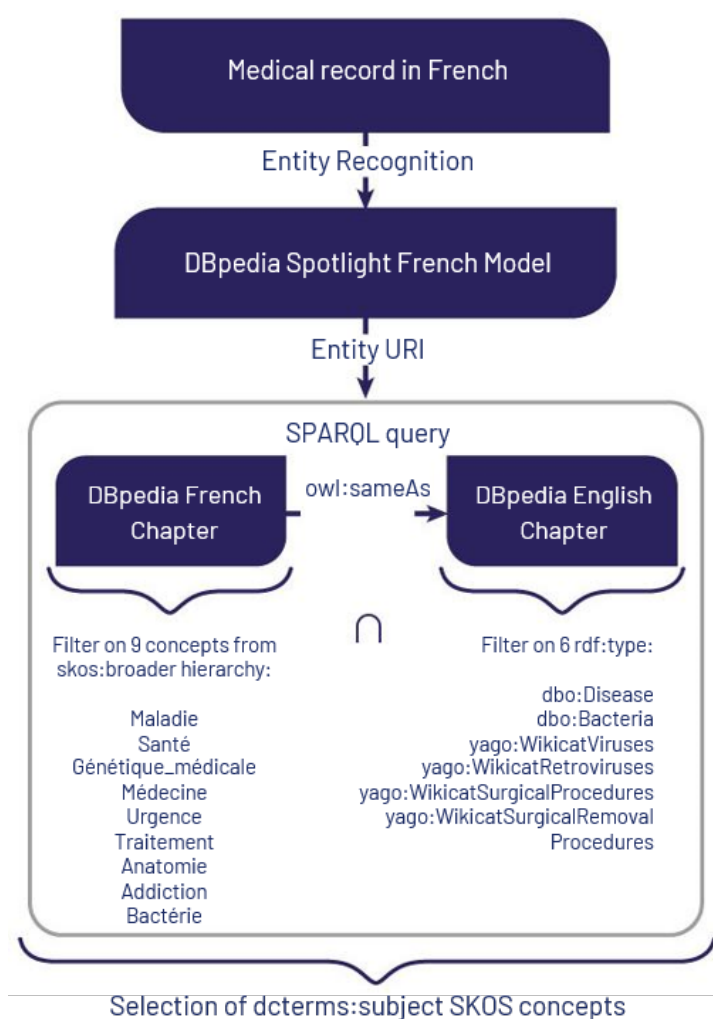 Medical record in French
Entity Recognition
DBpedia Spotlight French Model
Entity URI
SPARQL query
DBpedia French
Chapter
owl:sameAs
DBpedia English
Chapter
∩
Filter on 9 concepts from
skos:broader hierarchy:
Maladie
Santé
Génétique_médicale
Médecine
Urgence
Traitement
Anatomie
Addiction
Bactérie
Filter on 6 rdf:type:
dbo:Disease
dbo:Bacteria
yago:WikicatViruses
yago:WikicatRetroviruses
yago:WikicatSurgicalProcedures
yago:WikicatSurgicalRemoval
Procedures
Selection of dcterms:subject SKOS concepts